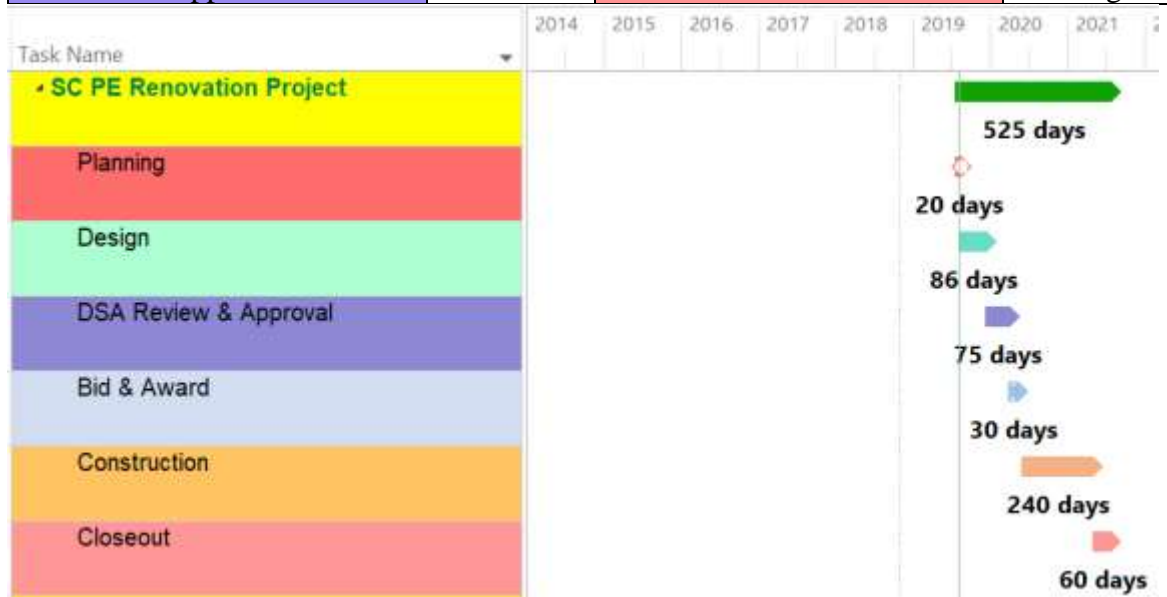 2014 2015 2016 2017 2018 2019 2020 2021
Task Name
SC PE Renovation Project
525 days
Planning
20 days
Design
86 days
DSA Review & Approval
75 days
Bid & Award
30 days
Construction
240 days
Closeout
60 days